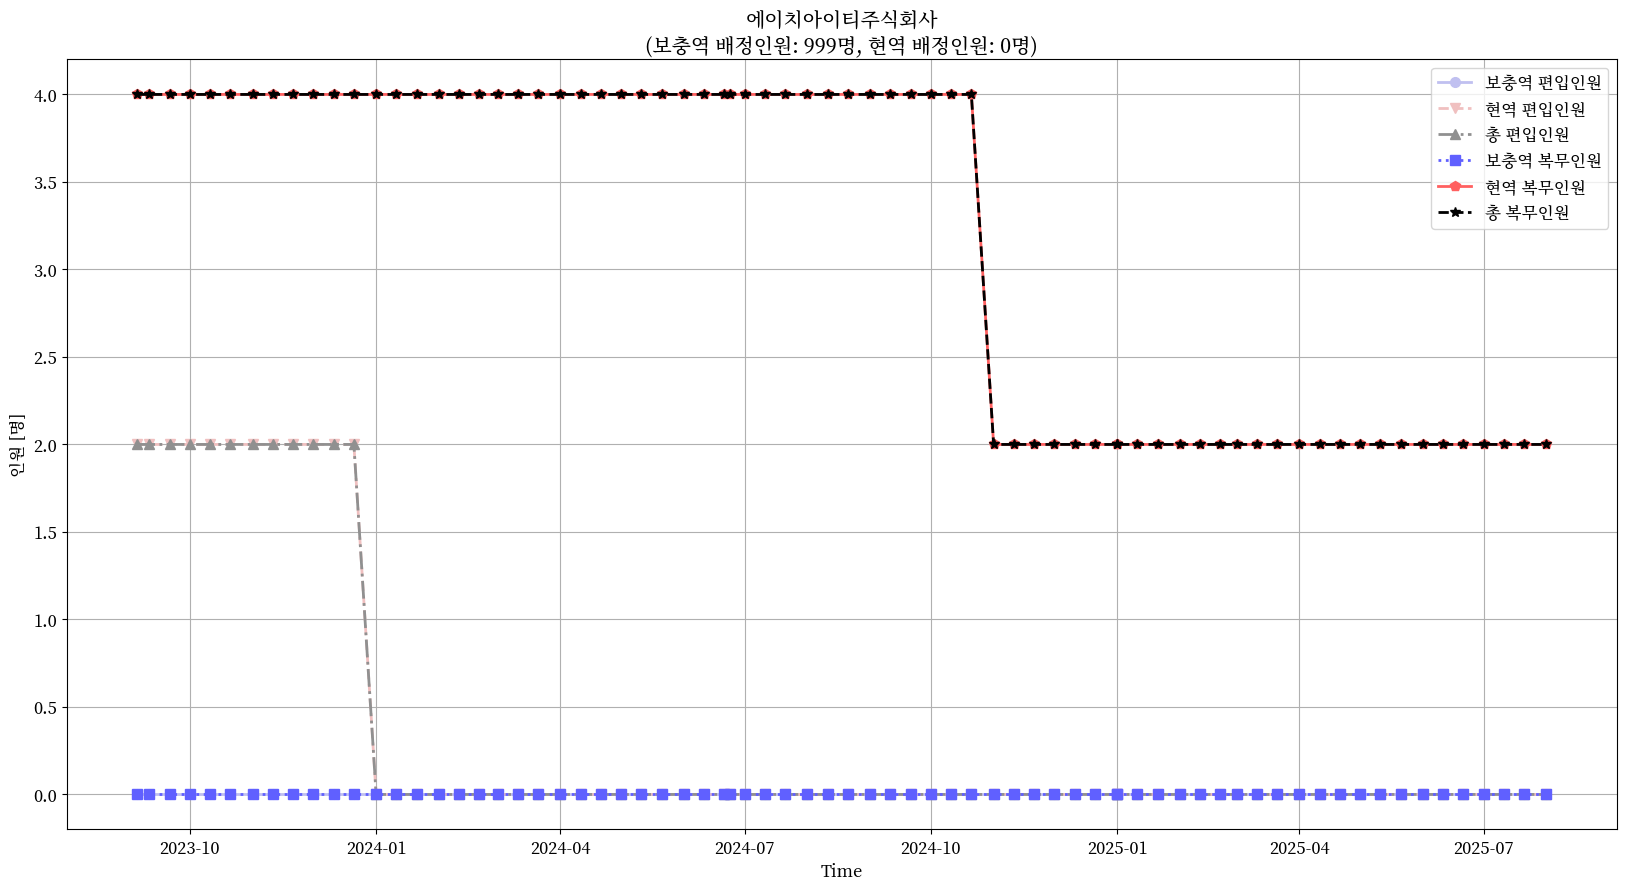 에이치아이티주식회사
(보충역 배정인원: 999명, 현역 배정인원: 0명)
보충역 편입인원
현역 편입인원
총 편입인원
보충역 복무인원
현역 복무인원
총 복무인원
인원 [명]
4.0
3.5
3.0
2.5
2.0
1.5
1.0
0.5
0.0
2023-10 2024-01 2024-04 2024-07 2024-10 2025-01 2025-04 2025-07
Time